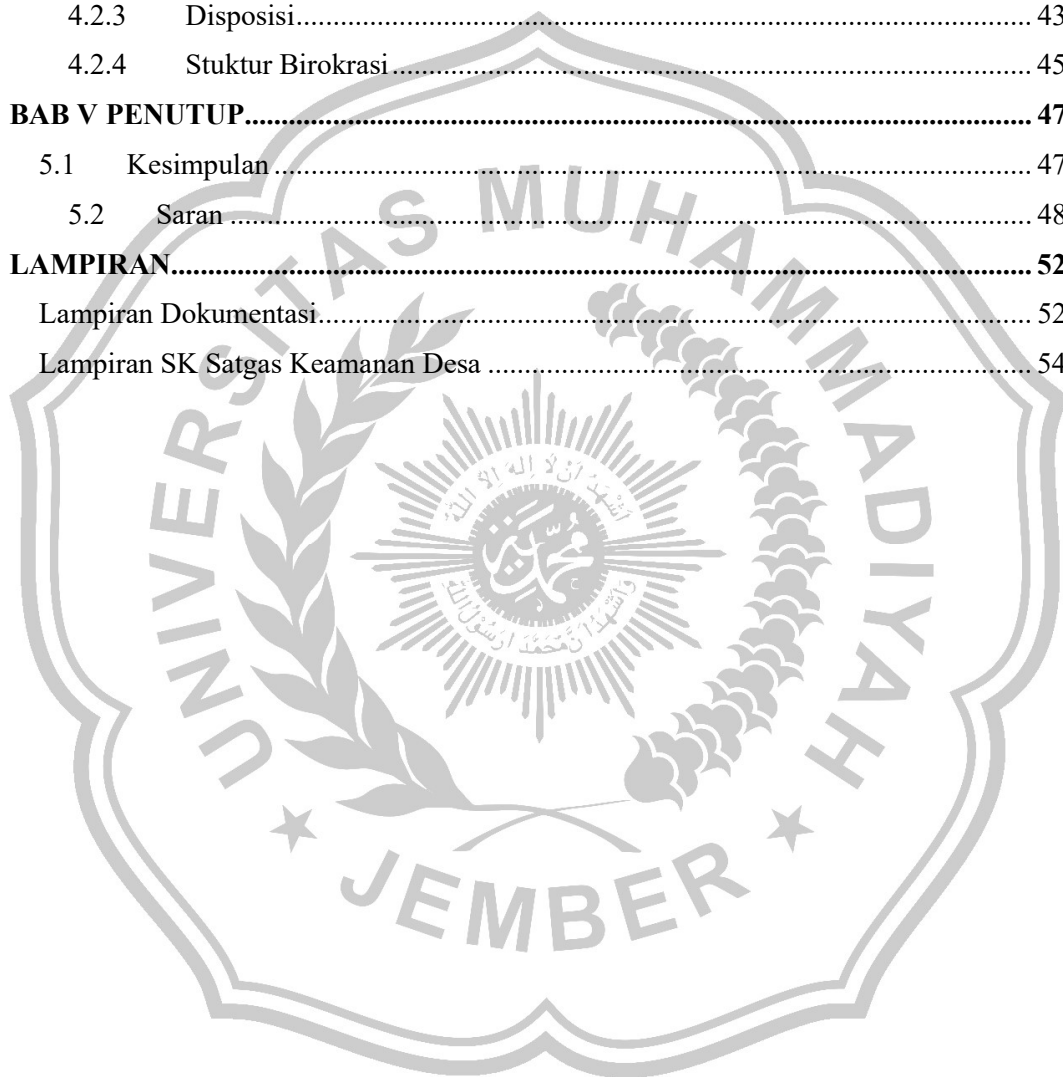 4.2.3 Disposisi 43
4.2.4 Stuktur Birokrasi 45
BAB V PENUTUP 47
5.1 Kesimpulan 47
5.2 Saran 48
LAMPIRAN 52
Lampiran Dokumentasi 52
Lampiran SK Satgas Keamanan Desa 54
UNIVERSITAS MUHAMMADIYAH
JEMBER